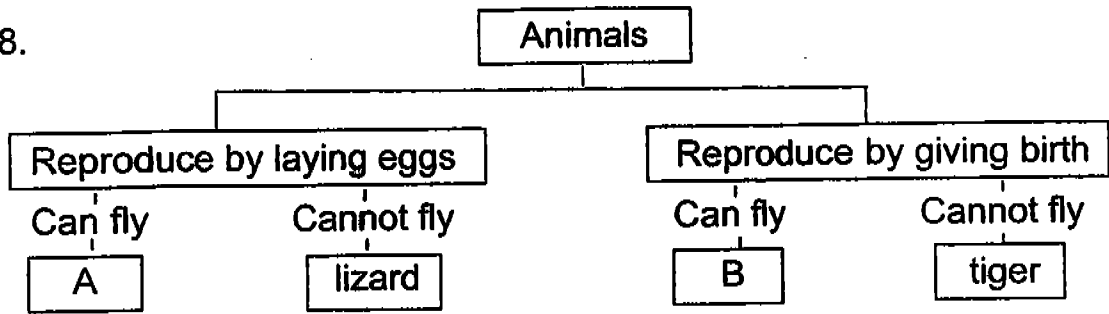 8.
Animals
Reproduce by laying eggs
Reproduce by giving birth
Can fly
Cannot fly
Can fly
Cannot fly
A
lizard
B
tiger